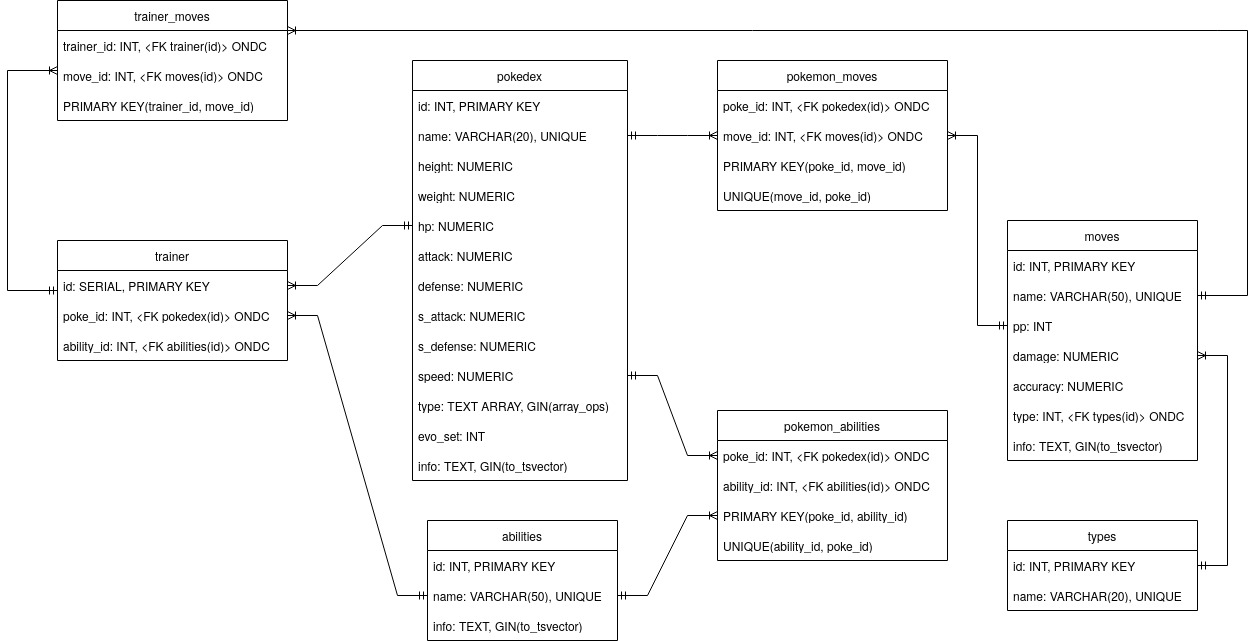 trainer_moves
trainer_id: INT, <FK trainer(id)> ONDC
move_id: INT, <FK moves(id)> ONDC
PRIMARY KEY(trainer_id, move_id)
pokedex
id: INT, PRIMARY KEY
name: VARCHAR(20), UNIQUE
height: NUMERIC
weight: NUMERIC
hp: NUMERIC
attack: NUMERIC
defense: NUMERIC
s_attack: NUMERIC
s_defense: NUMERIC
speed: NUMERIC
type: TEXT ARRAY, GIN(array_ops)
evo_set: INT
info: TEXT, GIN(to_tsvector)
pokemon_moves
poke_id: INT, <FK pokedex(id)> ONDC
move_id: INT, <FK moves(id)> ONDC
PRIMARY KEY(poke_id, move_id)
UNIQUE(move_id, poke_id)
trainer
id: SERIAL, PRIMARY KEY
poke_id: INT, <FK pokedex(id)> ONDC
ability_id: INT, <FK abilities(id)> ONDC
moves
id: INT, PRIMARY KEY
name: VARCHAR(50), UNIQUE
pp: INT
damage: NUMERIC
accuracy: NUMERIC
type: INT, <FK types(id)> ONDC
info: TEXT, GIN(to_tsvector)
pokemon_abilities
poke_id: INT, <FK pokedex(id)> ONDC
ability_id: INT, <FK abilities(id)> ONDC
PRIMARY KEY(poke_id, ability_id)
UNIQUE(ability_id, poke_id)
abilities
id: INT, PRIMARY KEY
name: VARCHAR(50), UNIQUE
info: TEXT, GIN(to_tsvector)
types
id: INT, PRIMARY KEY
name: VARCHAR(20), UNIQUE